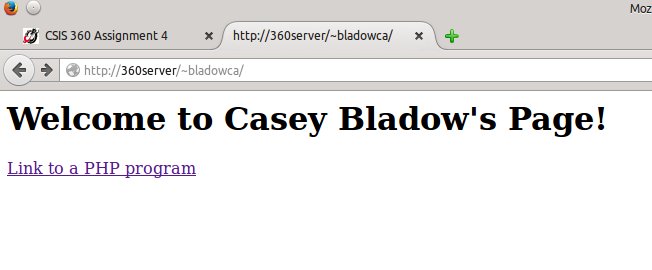 Moz
CSIS 360 Assignment 4
http://360server/~bladowca/
http://360server/~bladowca/
Welcome to Casey Bladow's Page!
Link to a PHP program